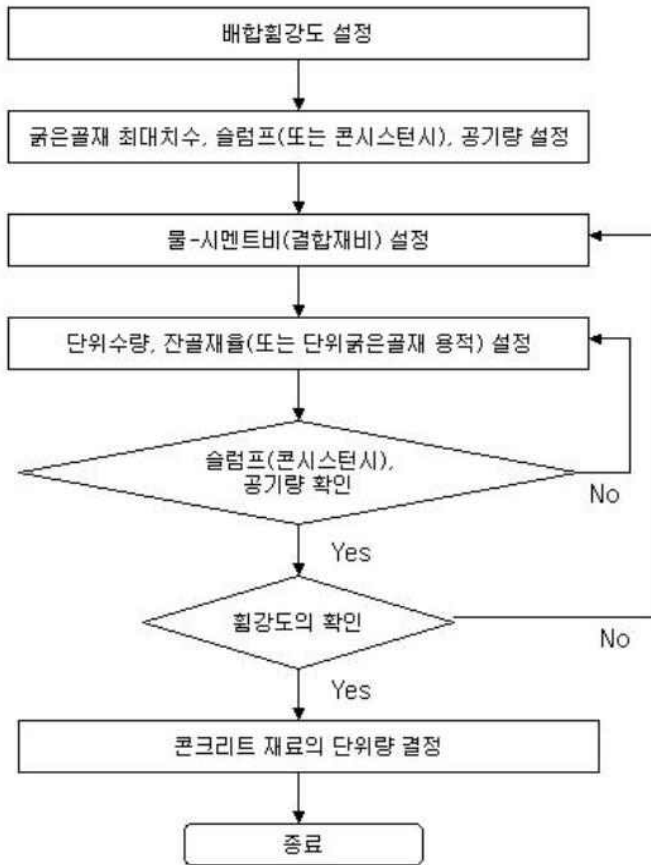 배합휨강도 설정
굵은골재 최대치수, 슬럼프(또는 콘시스턴시), 공기량 설정
물-시멘트비(결합재비) 설정
단위수량, 잔골재율(또는 단위굵은골재 용적) 설정
슬럼프(콘시스턴시),
공기량 확인
No
Yes
휨강도의 확인
No
Yes
콘크리트 재료의 단위량 결정
종료